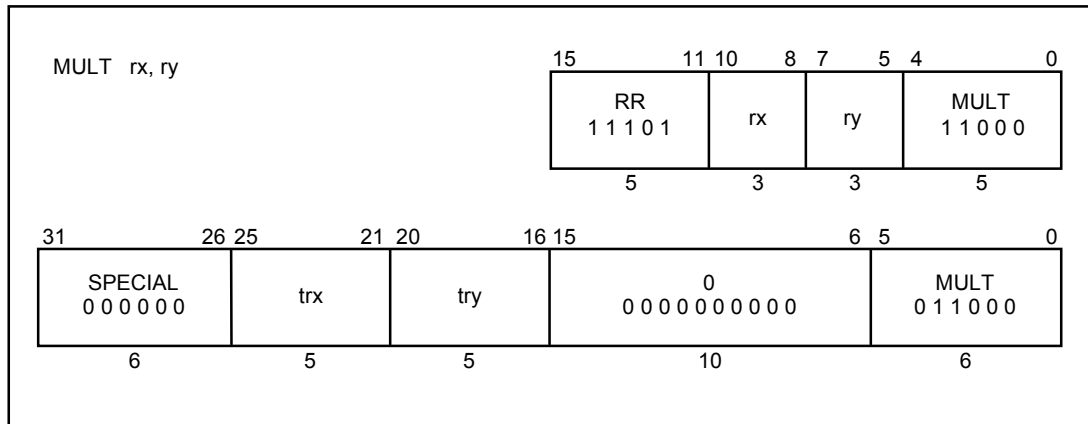 MULT rx, ry
15 11 10 8 7 5 4 0
RR rx ry MULT
1 1 1 0 1 1 1 0 0 0
5 3 3 5
31 26 25 21 20 16 15 6 5 0
SPECIAL trx try 0 MULT
0 0 0 0 0 0 0 0 0 0 0 0 0 0 0 0 0 1 1 0 0 0
6 5 5 10 6